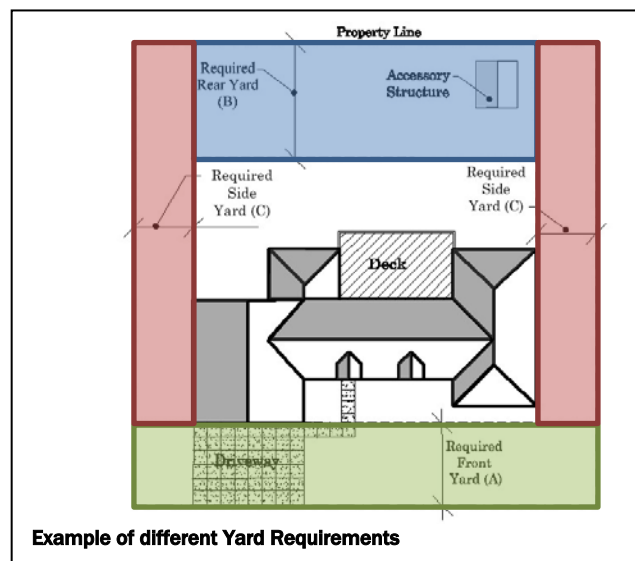 Property Line
Required
Rear Yard
(B)
Accessory
Structure
Required
Side
Yard (C)
Required
Side
Yard (C)
Deck
Driveway
Required
Front
Yard (A)
Example of different Yard Requirements